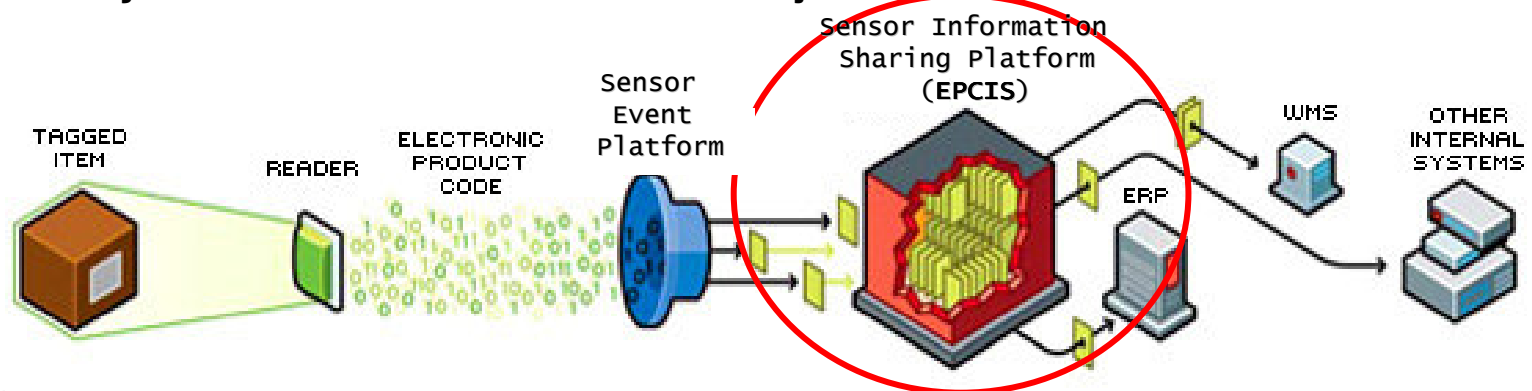 Sensor Information
Sharing Platform
(EPCIS)
Sensor
Event
Platform
TAGGED
ITEM
READER
ELECTRONIC
PRODUCT
CODE
WMS
OTHER
INTERNAL
SYSTEMS
ERP